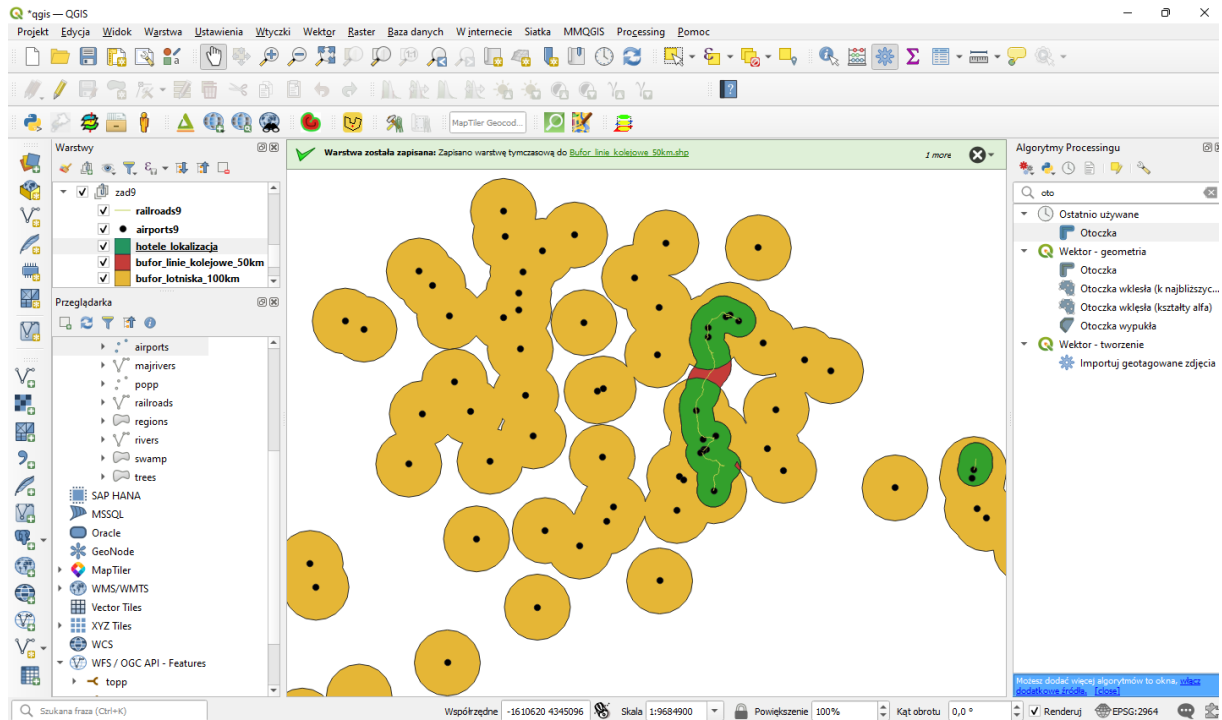 *qgis — QGIS
Projekt Edycja Widok Warstwa Ustawienia Wtyczki Wektor Raster Baza danych W internecie Siatka MMQGIS Processing Pomoc
MapTiler Geocod...
Warstwy
zad9
railroads9
airports9
hotele_lokalizacja
bufor_linie_kolejowe_50km
bufor_lotniska_100km
Przeglądarka
airports
majrivers
popp
railroads
regions
rivers
swamp
trees
SAP HANA
MSSQL
Oracle
GeoNode
MapTiler
WMS/WMTS
Vector Tiles
XYZ Tiles
WCS
WFS / OGC API - Features
topp
Warstwa została zapisana: Zapisano warstwę tymczasową do Bufor_linie_kolejowe_50km.shp
1 more
Algorytmy Processingu
oto
Ostatnio używane
Otoczka
Wektor - geometria
Otoczka
Otoczka wklęsła (k najbliższyc...
Otoczka wklęsła (kształty alfa)
Otoczka wypukła
Wektor - tworzenie
Importuj geotagowane zdjęcia
Możesz dodać więcej algorytmów to okna, włącz
dodatkowe źródła. [close]
Szukana fraza (Ctrl+K)
Współrzędne -1610620 4345096 Skala 1:9684900 Powiększenie 100% Kąt obrotu 0,0 ° Renderuj EPSG:2964